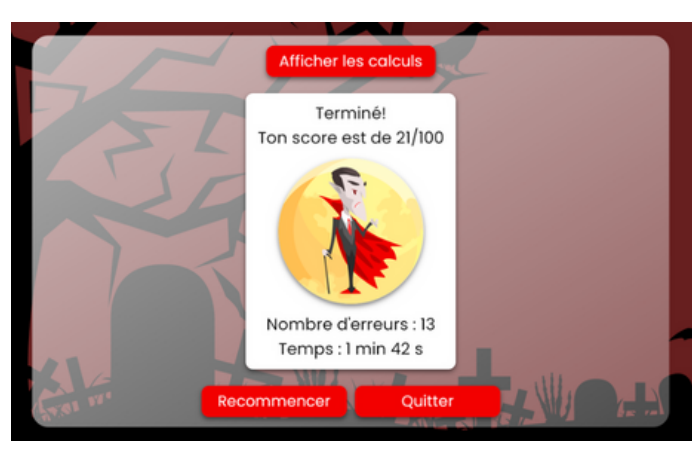 Afficher les calculs
Terminé!
Ton score est de 21/100
Nombre d'erreurs : 13
Temps : 1 min 42 s
Recommencer
Quitter